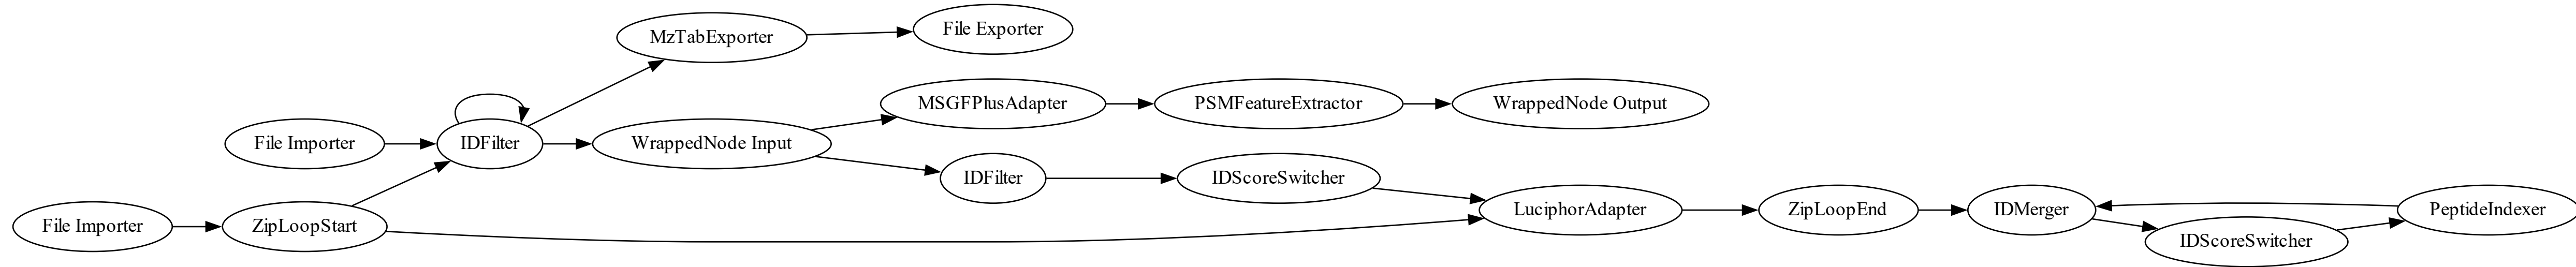 File Exporter
MzTabExporter
MSGFPlusAdapter
PSMFeatureExtractor
WrappedNode Output
File Importer
IDFilter
WrappedNode Input
IDFilter
IDScoreSwitcher
LuciphorAdapter
ZipLoopEnd
IDMerger
PeptideIndexer
File Importer
ZipLoopStart
IDScoreSwitcher